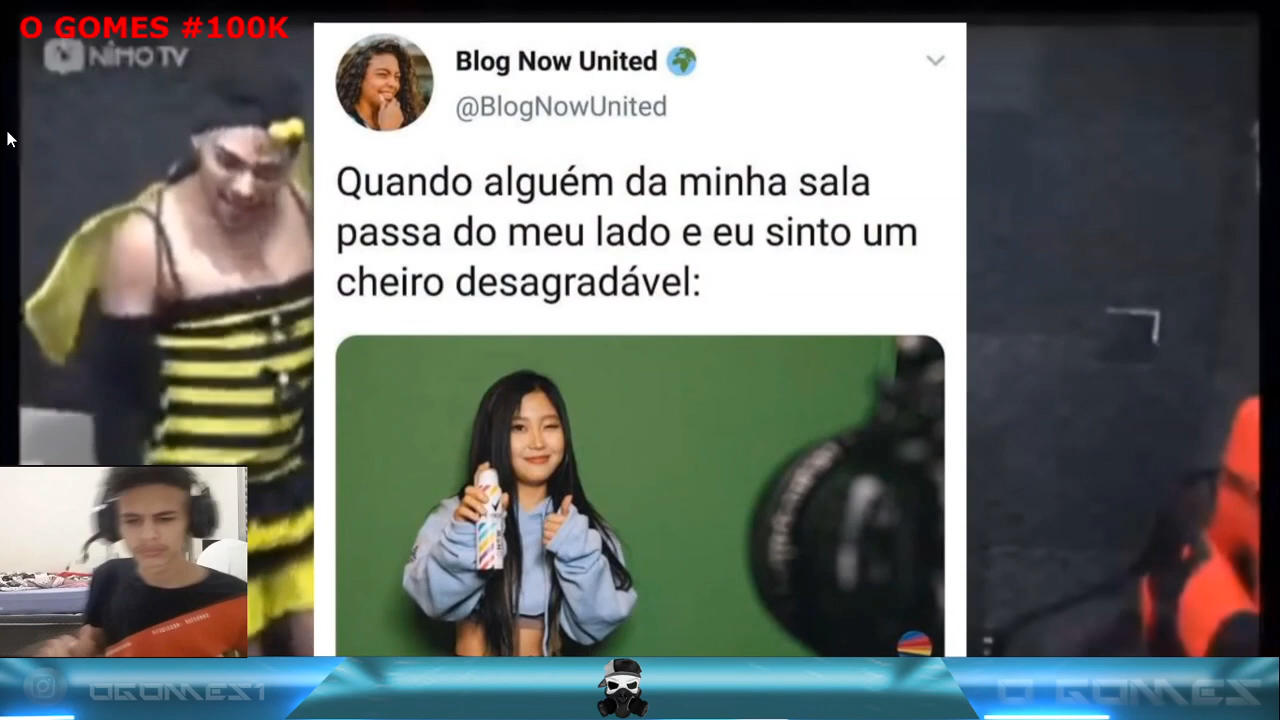 O GOMES #100K
NIMO TV
Blog Now United
@BlogNowUnited
Quando alguém da minha sala
passa do meu lado e eu sinto um
cheiro desagradável:
OGOMES1
O GOMES